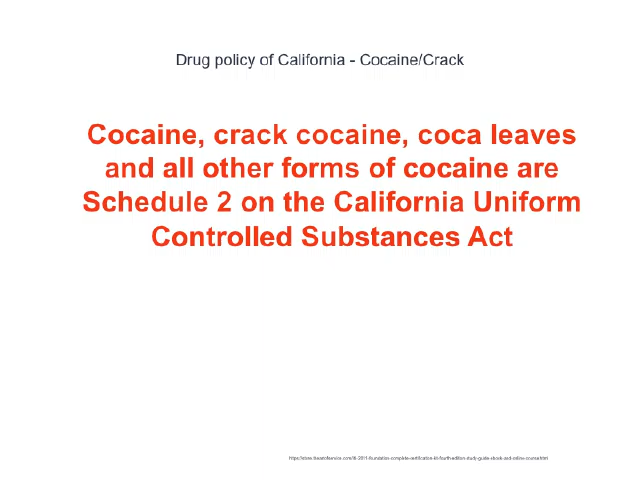 Drug policy of California - Cocaine/Crack
Cocaine, crack cocaine, coca leaves
and all other forms of cocaine are
Schedule 2 on the California Uniform
Controlled Substances Act